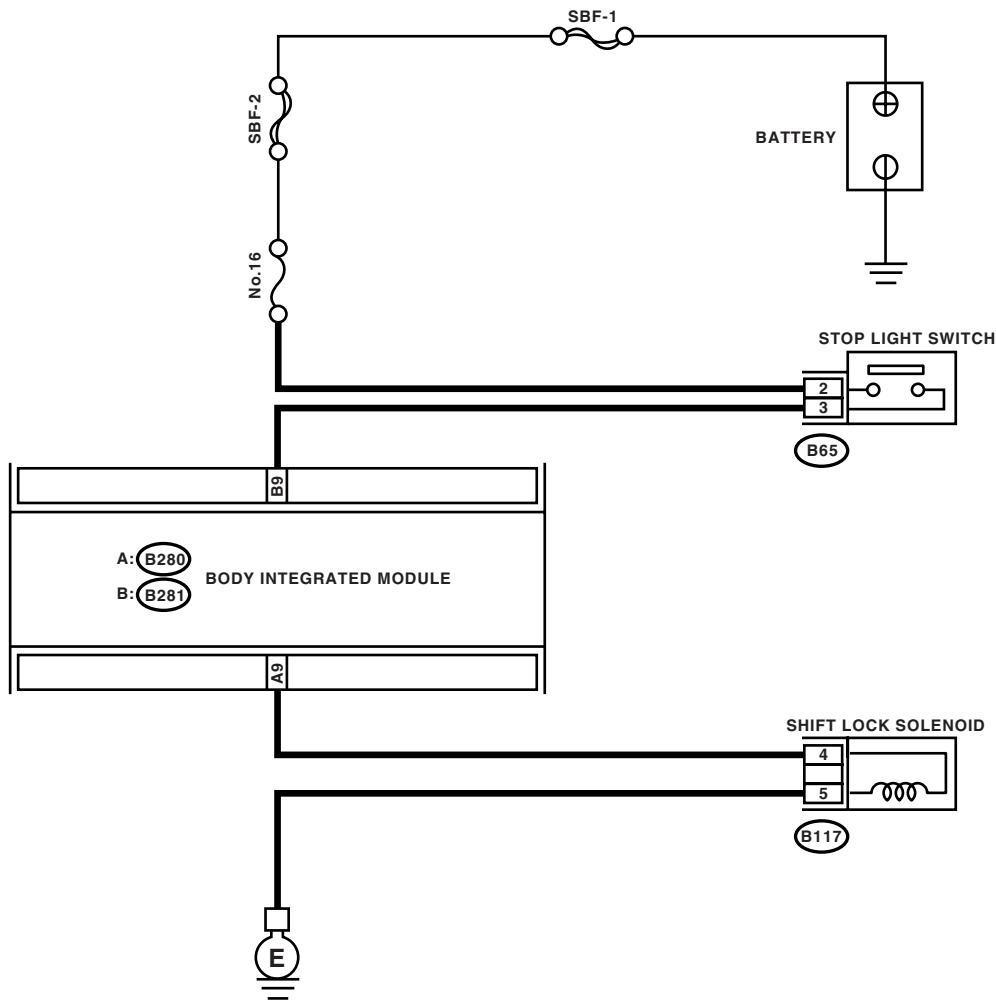 SBF-1
SBF-2
BATTERY
No.16
STOP LIGHT SWITCH
2
3
B65
B9
A: B280
B: B281
BODY INTEGRATED MODULE
A9
SHIFT LOCK SOLENOID
4
5
B117
E